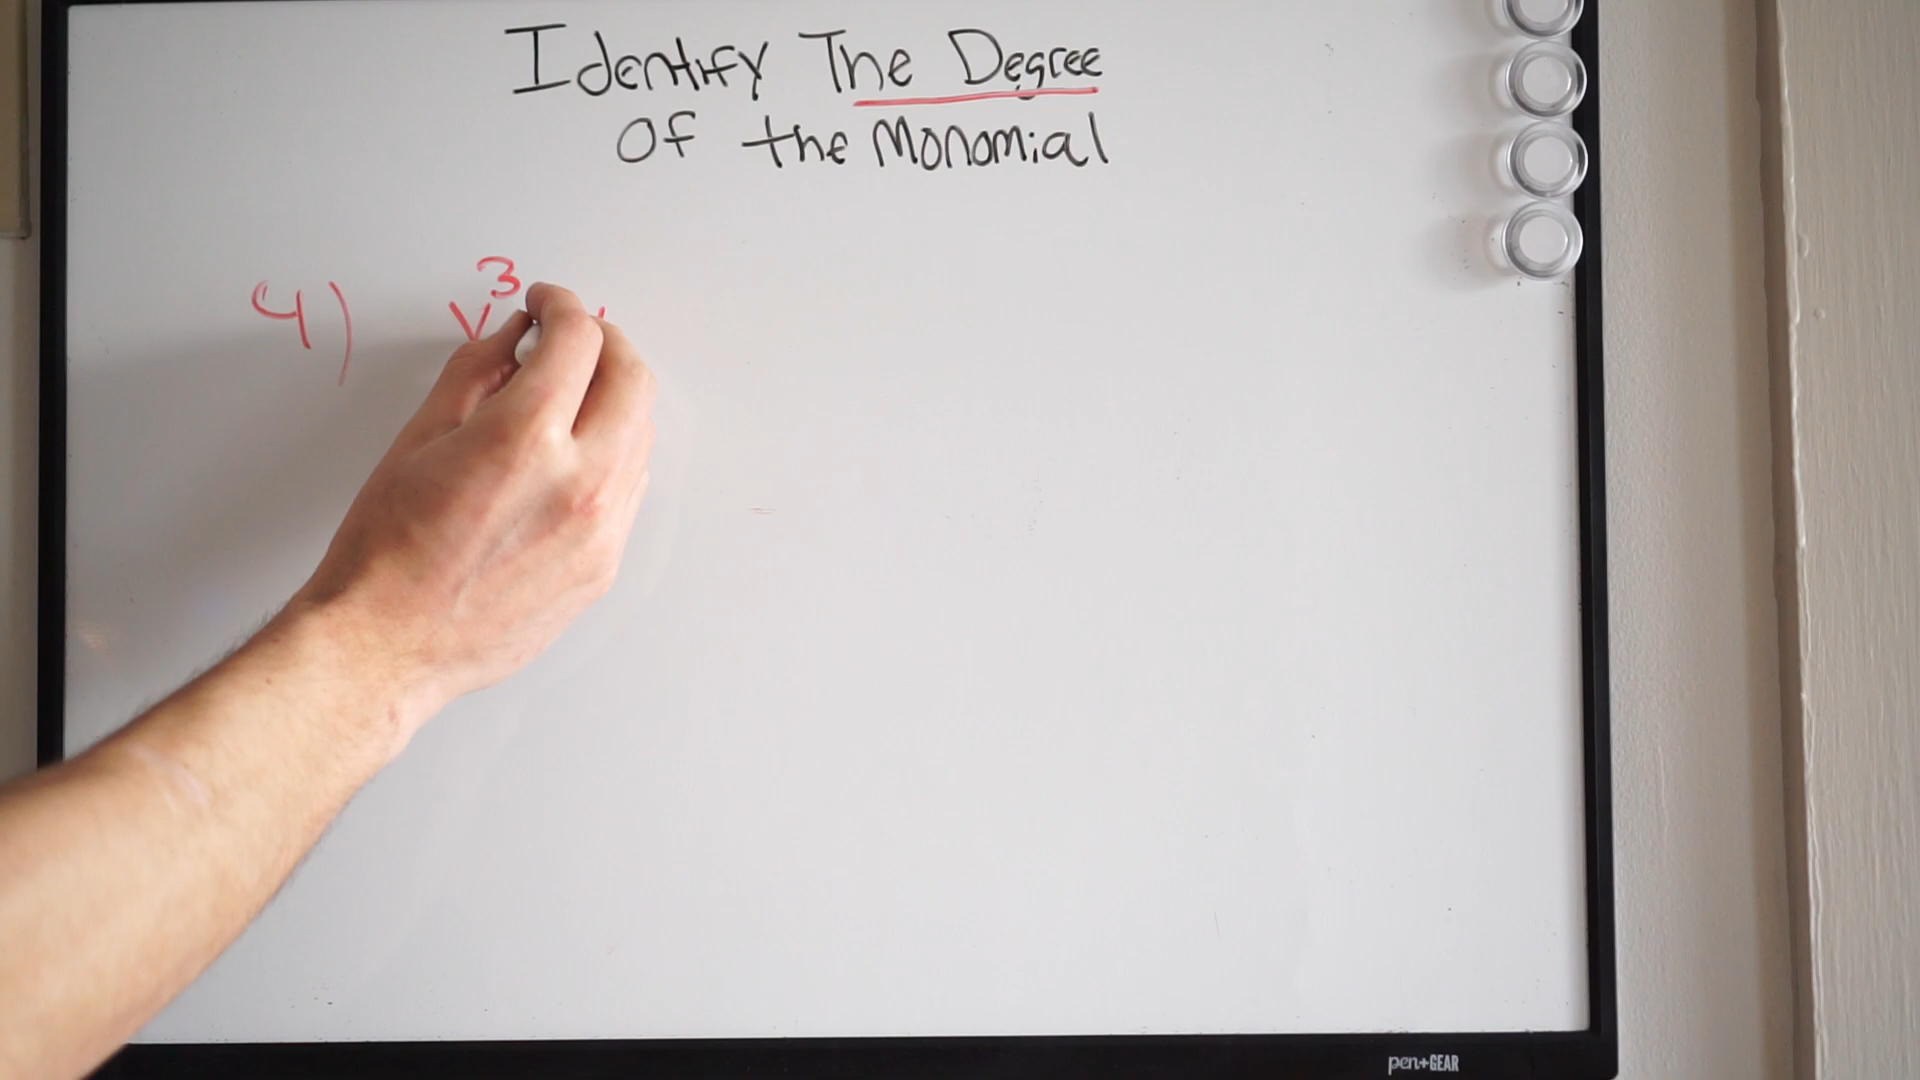 Identify The Degree
Of the Monomial
4) v³
pen+GEAR